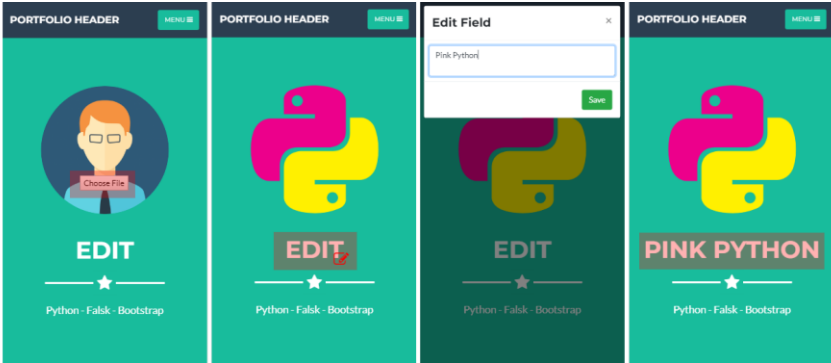 PORTFOLIO HEADER
MENU
Choose File
EDIT
Python - Falsk - Bootstrap
PORTFOLIO HEADER
MENU
EDIT
Python - Falsk - Bootstrap
Edit Field
×
Pink Python
Save
EDIT
Python - Falsk - Bootstrap
PORTFOLIO HEADER
MENU
PINK PYTHON
Python - Falsk - Bootstrap